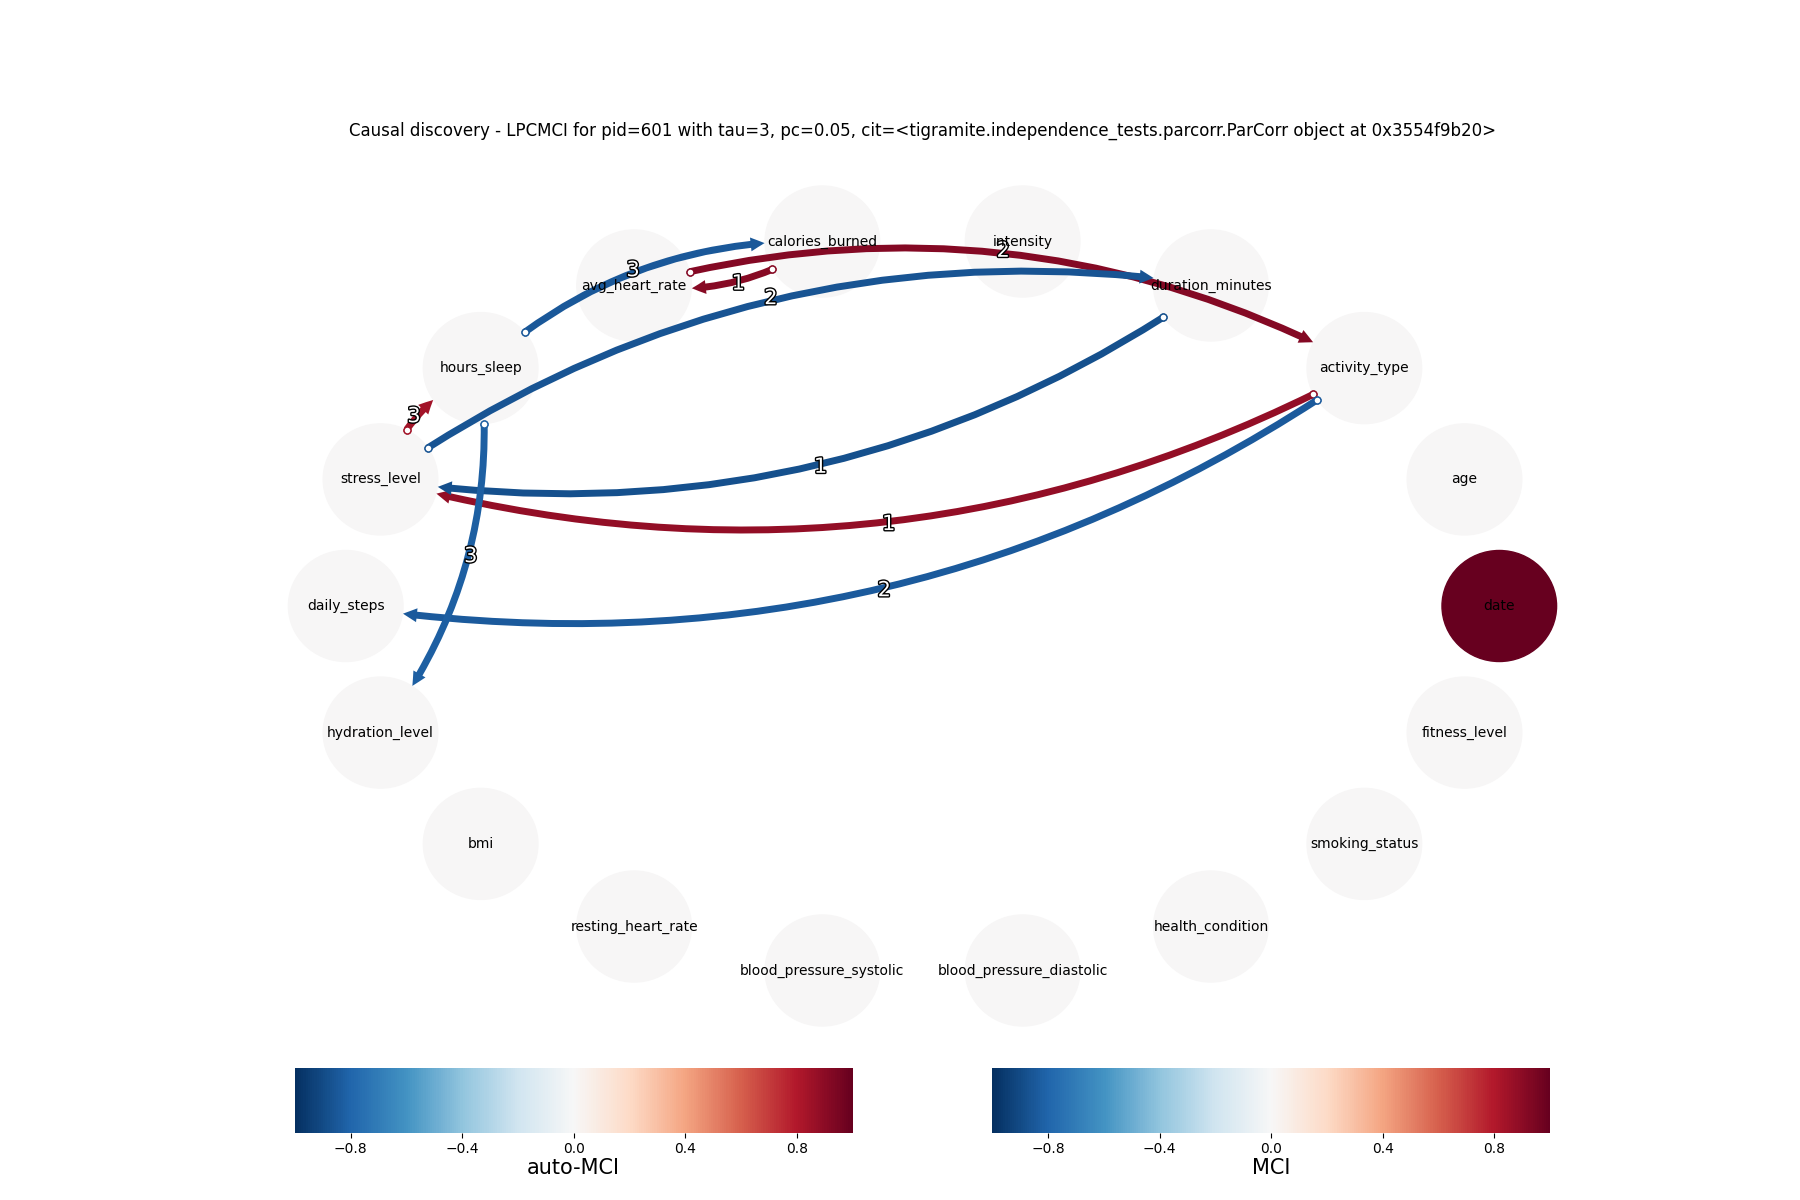 Causal discovery - LPCMCI for pid=601 with tau=3, pc=0.05, cit=<tigramite.independence_tests.parcorr.ParCorr object at 0x3554f9b20>
calories_burned
intensity
2
3
1
2
avg_heart_rate
duration_minutes
hours_sleep
activity_type
3
1
stress_level
age
1
3
2
daily_steps
date
hydration_level
fitness_level
bmi
smoking_status
resting_heart_rate
health_condition
blood_pressure_systolic
blood_pressure_diastolic
−0.8 −0.4 0.0 0.4 0.8
auto-MCI
−0.8 −0.4 0.0 0.4 0.8
MCI